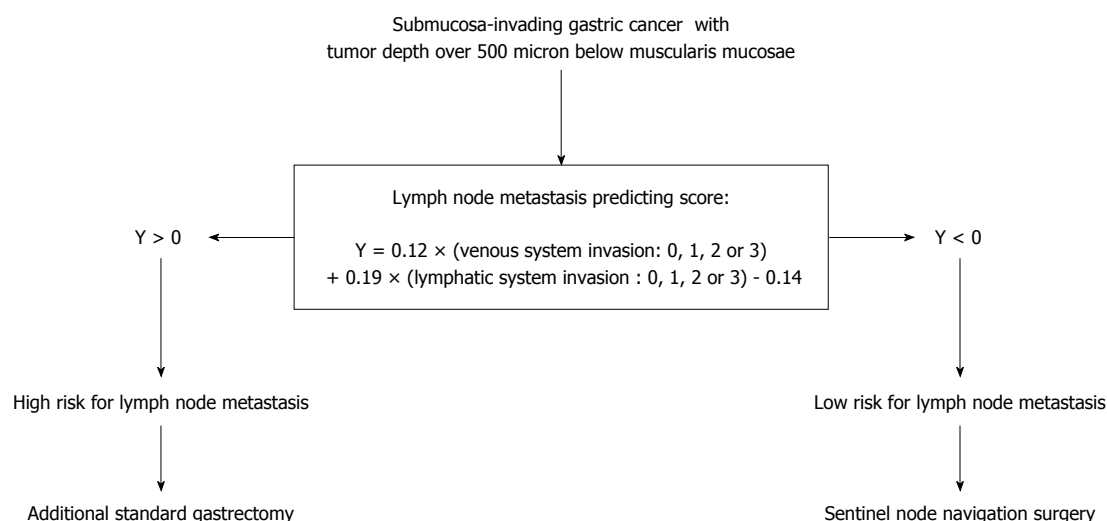 Submucosa-invading gastric cancer with
tumor depth over 500 micron below muscularis mucosae
Lymph node metastasis predicting score:
Y > 0
Y = 0.12 × (venous system invasion: 0, 1, 2 or 3)
+ 0.19 × (lymphatic system invasion : 0, 1, 2 or 3) - 0.14
Y < 0
High risk for lymph node metastasis
Low risk for lymph node metastasis
Additional standard gastrectomy
Sentinel node navigation surgery